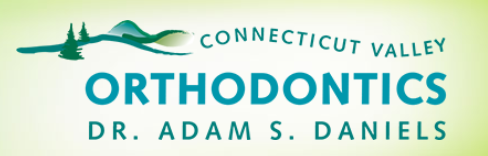 CONNECTICUT VALLEY
ORTHODONTICS
DR. ADAM S. DANIELS